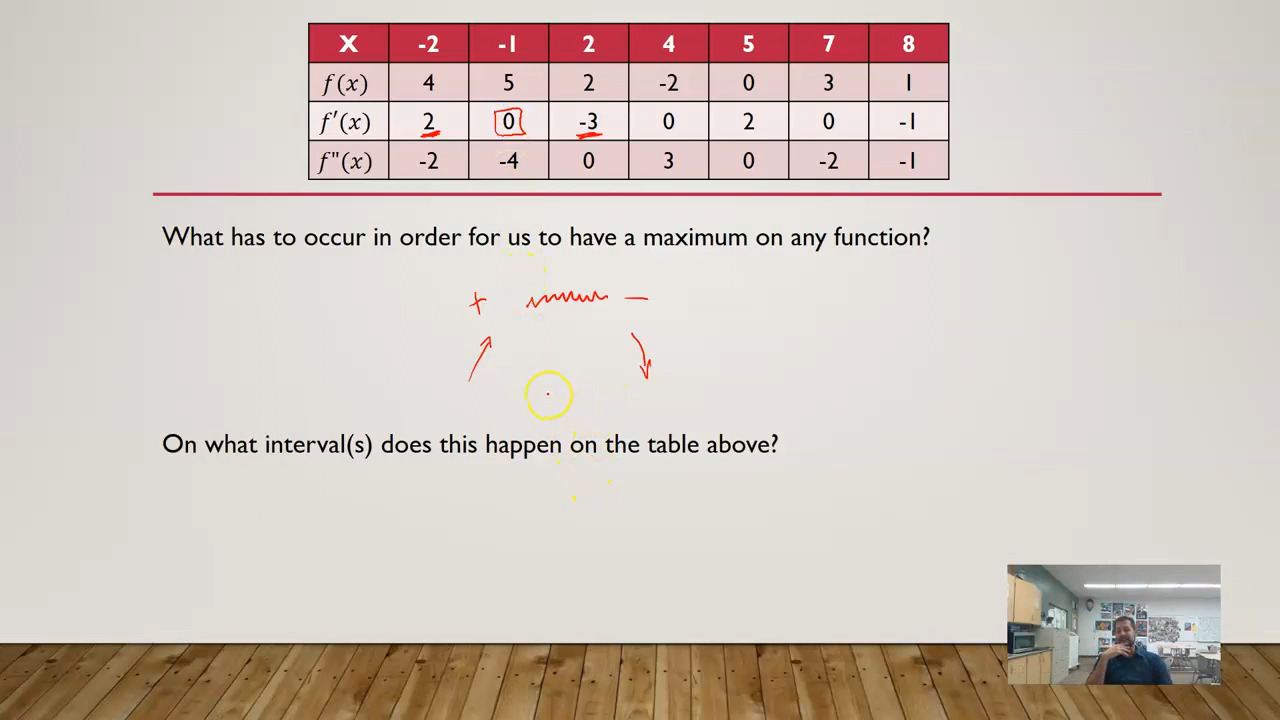 X -2 -1 2 4 5 7 8
f(x) 4 5 2 -2 0 3 1
f'(x) 2 0 -3 0 2 0 -1
f"(x) -2 -4 0 3 0 -2 -1
What has to occur in order for us to have a maximum on any function?
+ −
On what interval(s) does this happen on the table above?